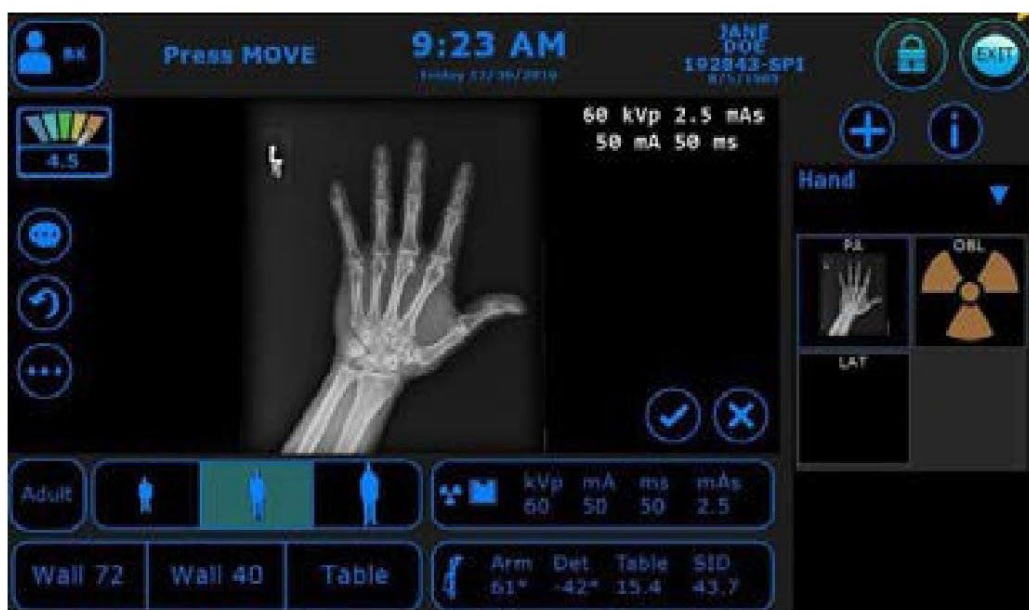 BK
Press MOVE
9:23 AM
JANE
DOE
192843-SPI
EXIT
4.5
L
60 kVp 2.5 mAs
50 mA 50 ms
Hand
PA
OBL
LAT
Adult
kVp mA ms mAs
60 50 50 2.5
Wall 72
Wall 40
Table
Arm Det Table SID
61° -42° 15.4 43.7